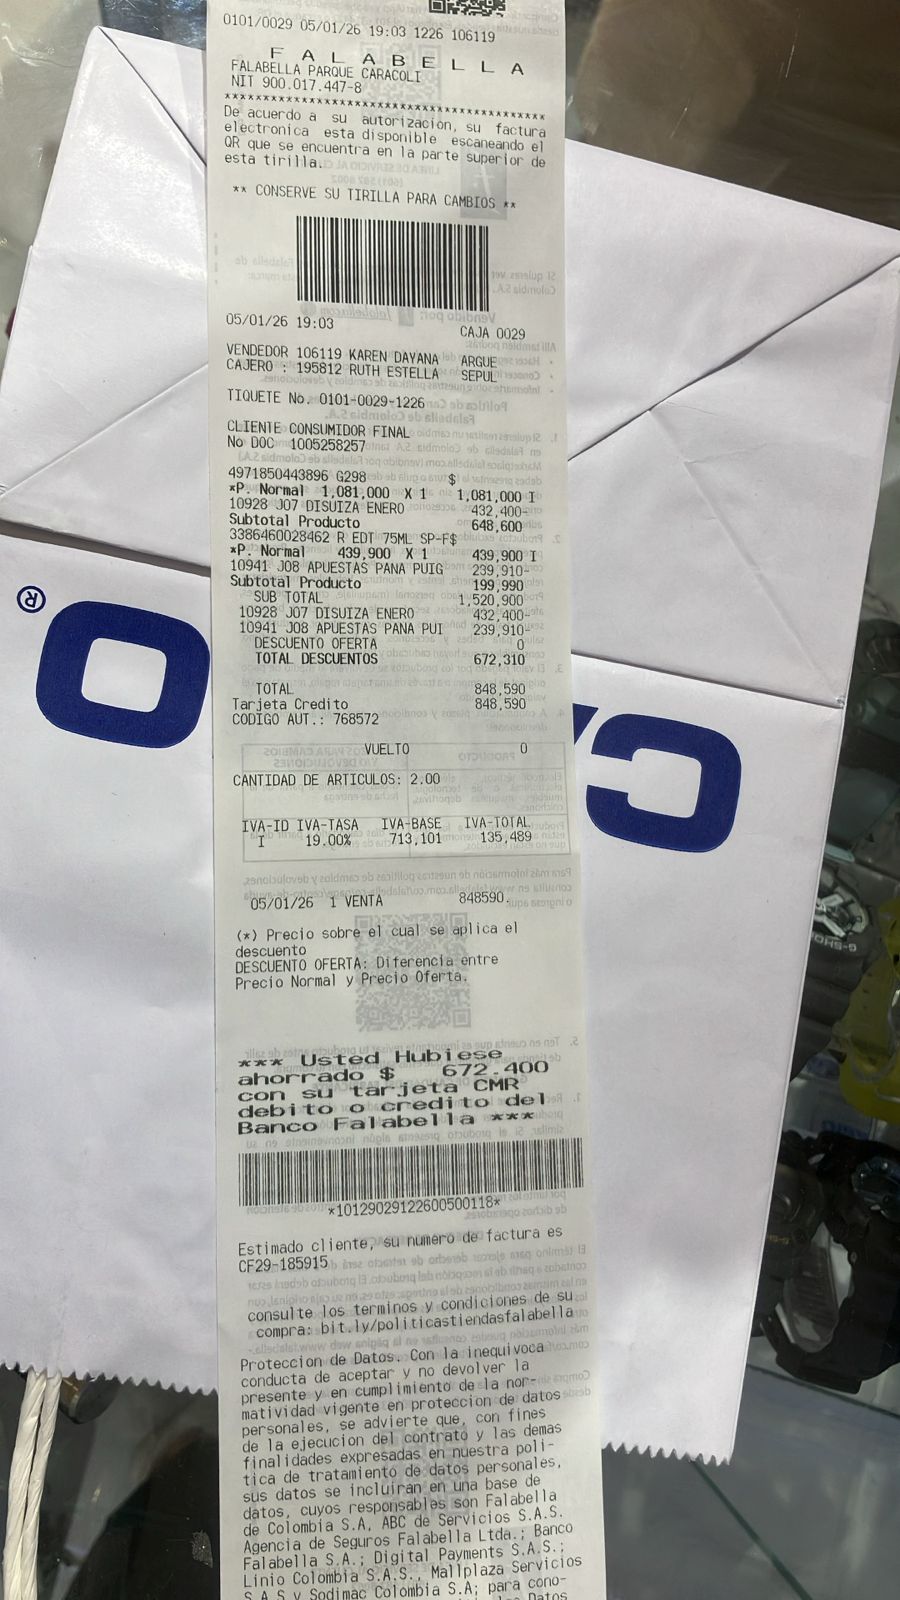 0101/0029 05/01/26 19:03 1226 106119
F A L A B E L L A
FALABELLA PARQUE CARACOLI
NIT 900.017.447-8
****************************************
De acuerdo a su autorizacion, su factura
electronica esta disponible escaneando el
QR que se encuentra en la parte superior de
esta tirilla.
** CONSERVE SU TIRILLA PARA CAMBIOS **
05/01/26 19:03
CAJA 0029
VENDEDOR 106119 KAREN DAYANA ARGUE
CAJERO : 195812 RUTH ESTELLA SEPUL
TIQUETE No. 0101-0029-1226
CLIENTE CONSUMIDOR FINAL
No DOC 1005258257
4971850443896 G298 $
*P. Normal 1,081,000 X 1 1,081,000 I
10928 J07 DISUIZA ENERO 432,400-
Subtotal Producto 648,600
3386460028462 R EDT 75ML SP-F$
*P. Normal 439,900 X 1 439,900 I
10941 J08 APUESTAS PANA PUIG 239,910-
Subtotal Producto 199,990
SUB TOTAL 1,520,900
10928 J07 DISUIZA ENERO 432,400-
10941 J08 APUESTAS PANA PUI 239,910-
DESCUENTO OFERTA 0
TOTAL DESCUENTOS 672,310
TOTAL 848,590
Tarjeta Credito 848,590
CODIGO AUT.: 768572
VUELTO 0
CANTIDAD DE ARTICULOS: 2.00
IVA-ID IVA-TASA IVA-BASE IVA-TOTAL
I 19.00% 713,101 135,489
05/01/26 1 VENTA 848590.
(*) Precio sobre el cual se aplica el
descuento
DESCUENTO OFERTA: Diferencia entre
Precio Normal y Precio Oferta.
*** Usted Hubiese
ahorrado $ 672.400
con su tarjeta CMR
debito o credito del
Banco Falabella ***
*10129029122600500118*
Estimado cliente, su numero de factura es
CF29-185915
consulte los terminos y condiciones de su
compra: bit.ly/politicastiendasfalabella
Proteccion de Datos. Con la inequivoca
conducta de aceptar y no devolver la
presente y en cumplimiento de la nor-
matividad vigente en proteccion de datos
personales, se advierte que, con fines
de la ejecucion del contrato y las demas
finalidades expresadas en nuestra poli-
tica de tratamiento de datos personales,
sus datos se incluiran en una base de
datos, cuyos responsables son Falabella
de Colombia S.A, ABC de Servicios S.A.S.
Agencia de Seguros Falabella Ltda.; Banco
Falabella S.A.; Digital Payments S.A.S.;
Linio Colombia S.A.S., Mallplaza Servicios
S.A.S y Sodimac Colombia S.A; para cono-